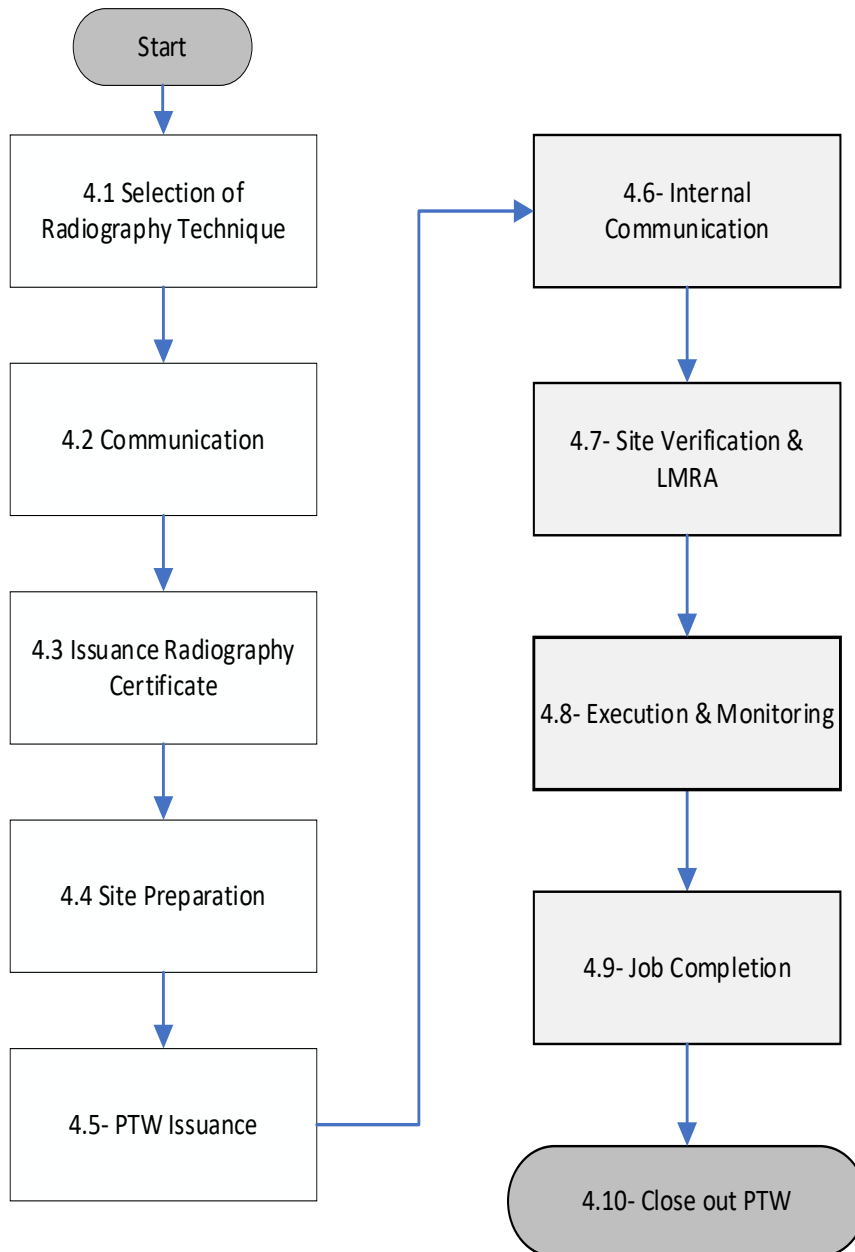 Start
4.1 Selection of
Radiography Technique
4.2 Communication
4.3 Issuance Radiography
Certificate
4.4 Site Preparation
4.5- PTW Issuance
4.6- Internal
Communication
4.7- Site Verification &
LMRA
4.8- Execution & Monitoring
4.9- Job Completion
4.10- Close out PTW